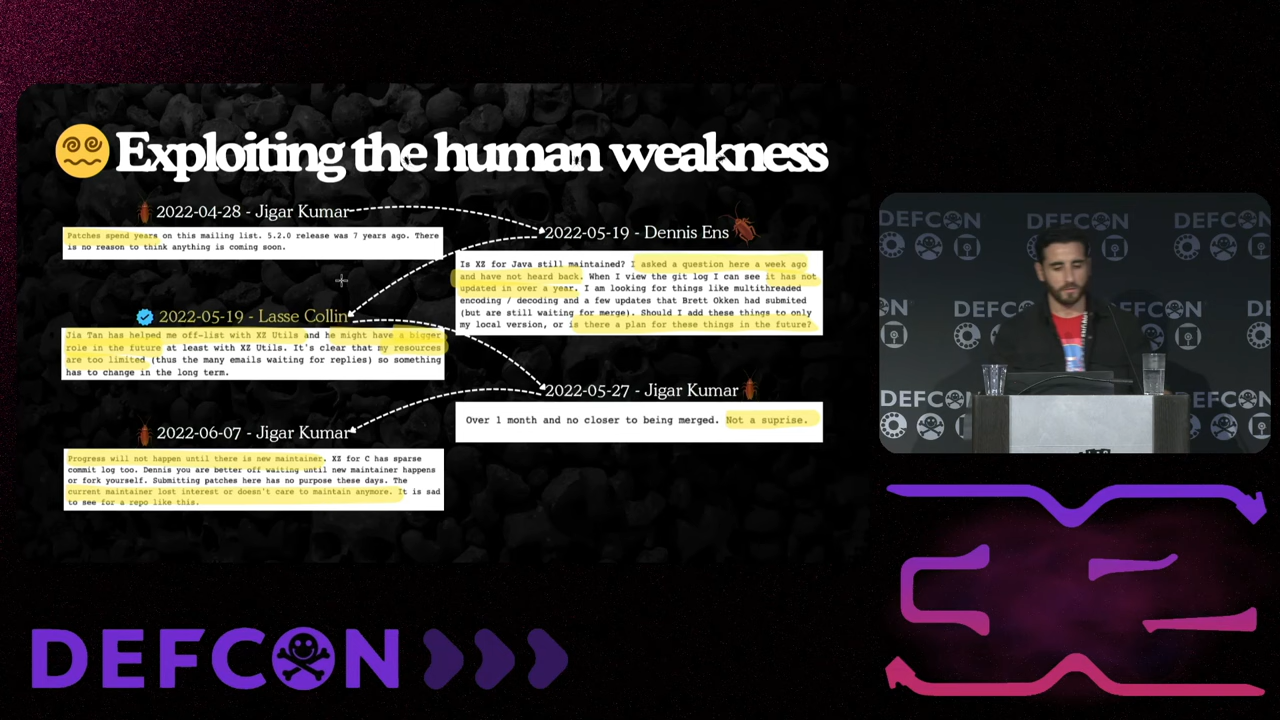 Exploiting the human weakness
2022-04-28 - Jigar Kumar
Patches spend years on this mailing list. 5.2.0 release was 7 years ago. There
is no reason to think anything is coming soon.
2022-05-19 - Dennis Ens
Is XZ for Java still maintained? I asked a question here a week ago
and have not heard back. When I view the git log I can see it has not
updated in over a year. I am looking for things like multithreaded
encoding / decoding and a few updates that Brett Okken had submited
(but are still waiting for merge). Should I add these things to only
my local version, or is there a plan for these things in the future?
2022-05-19 - Lasse Collin
Jia Tan has helped me off-list with XZ Utils and he might have a bigger
role in the future at least with XZ Utils. It's clear that my resources
are too limited (thus the many emails waiting for replies) so something
has to change in the long term.
2022-05-27 - Jigar Kumar
Over 1 month and no closer to being merged. Not a suprise.
2022-06-07 - Jigar Kumar
Progress will not happen until there is new maintainer. XZ for C has sparse
commit log too. Dennis you are better off waiting until new maintainer happens
or fork yourself. Submitting patches here has no purpose these days. The
current maintainer lost interest or doesn't care to maintain anymore. It is sad
to see for a repo like this.
DEFCON
DEFCON
DEFCON
DEFCON
DEFCON